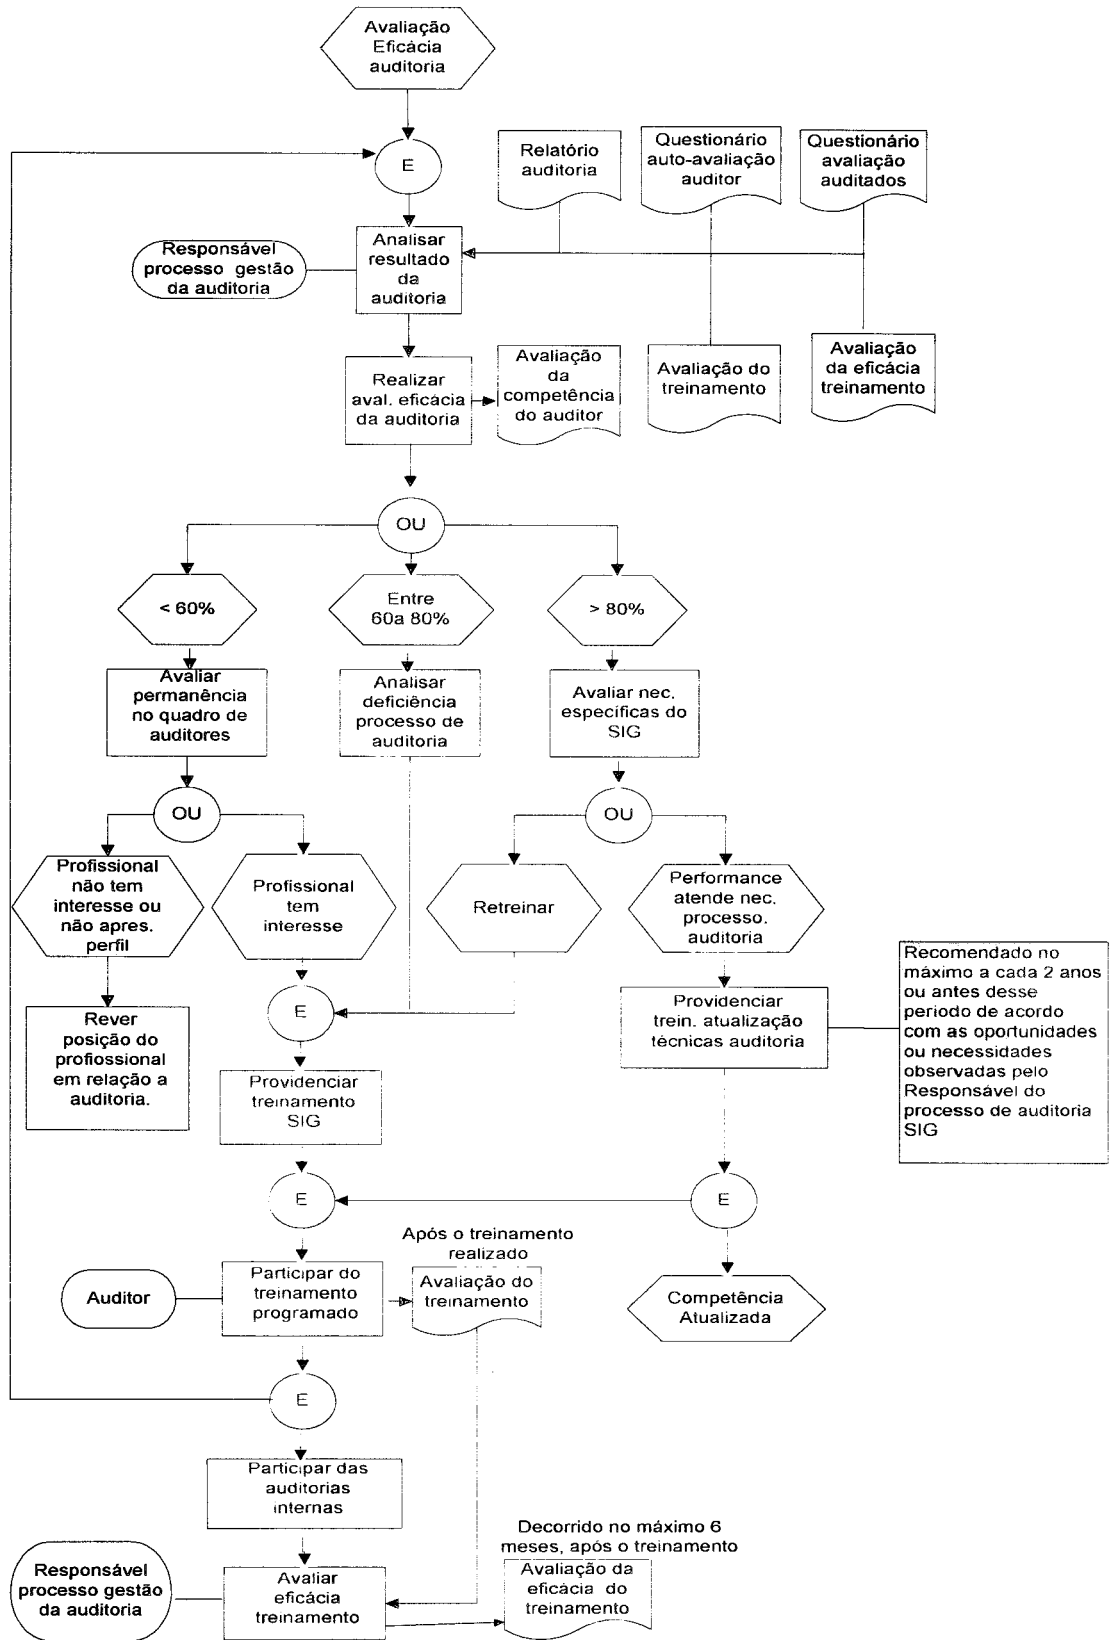 Avaliação
Eficácia
auditoria
E
Relatório
auditoria
Questionário
auto-avaliação
auditor
Questionário
avaliação
auditados
Responsável
processo gestão
da auditoria
Analisar
resultado
da
auditoria
Realizar
aval. eficácia
da auditoria
Avaliação
da
competência
do auditor
Avaliação do
treinamento
Avaliação
da eficácia
treinamento
OU
< 60%
Entre
60a 80%
> 80%
Avaliar
permanência
no quadro de
auditores
Analisar
deficiência
processo de
auditoria
Avaliar nec.
específicas do
SIG
OU
OU
Profissional
não tem
interesse ou
não apres.
perfil
Profissional
tem
interesse
Retreinar
Performance
atende nec.
processo.
auditoria
Rever
posição do
profiossional
em relação a
auditoria.
E
Providenciar
trein. atualização
técnicas auditoria
Recomendado no
máximo a cada 2 anos
ou antes desse
período de acordo
com as oportunidades
ou necessidades
observadas pelo
Responsável do
processo de auditoria
SIG
Providenciar
treinamento
SIG
E
E
Após o treinamento
realizado
Auditor
Participar do
treinamento
programado
Avaliação do
treinamento
Competência
Atualizada
E
Participar das
auditorias
internas
Decorrido no máximo 6
meses, após o treinamento
Responsável
processo gestão
da auditoria
Avaliar
eficácia
treinamento
Avaliação da
eficácia do
treinamento